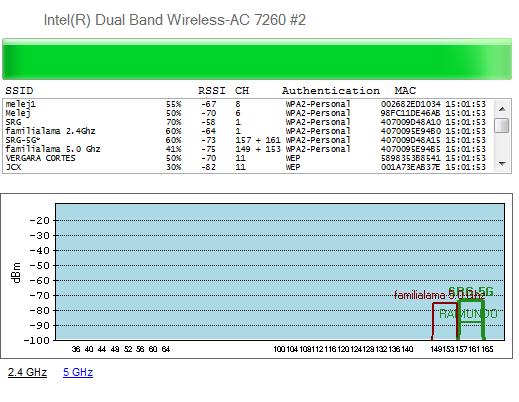 Intel(R) Dual Band Wireless-AC 7260 #2
SSID RSSI CH Authentication MAC
melej1 55% -67 8 WPA2-Personal 002682ED1034 15:01:53
Melej 50% -70 6 WPA2-Personal 98FC11DE46AB 15:01:53
SRG 70% -58 1 WPA2-Personal 407009D48A10 15:01:53
familialama 2.4Ghz 60% -64 1 WPA2-Personal 407009E94B0 15:01:53
SRG-5G* 60% -73 157 + 161 WPA2-Personal 407009D48A15 15:01:53
familialama 5.0 Ghz 41% -75 149 + 153 WPA2-Personal 407009E94B5 15:01:53
VERGARA CORTES 50% -70 11 WEP 5898353B8541 15:01:53
JCX 30% -82 11 WEP 001A73EAB37E 15:01:53
dBm
-20
-30
-40
-50
-60
-70
-80
-90
-100
SRG-5G
familialama 5.0 Ghz
RAIMUNDO
36 40 44 48 52 56 60 64 100 104 108 112 116 120 124 128 132 136 140 149 153 157 161 165
2.4 GHz 5 GHz